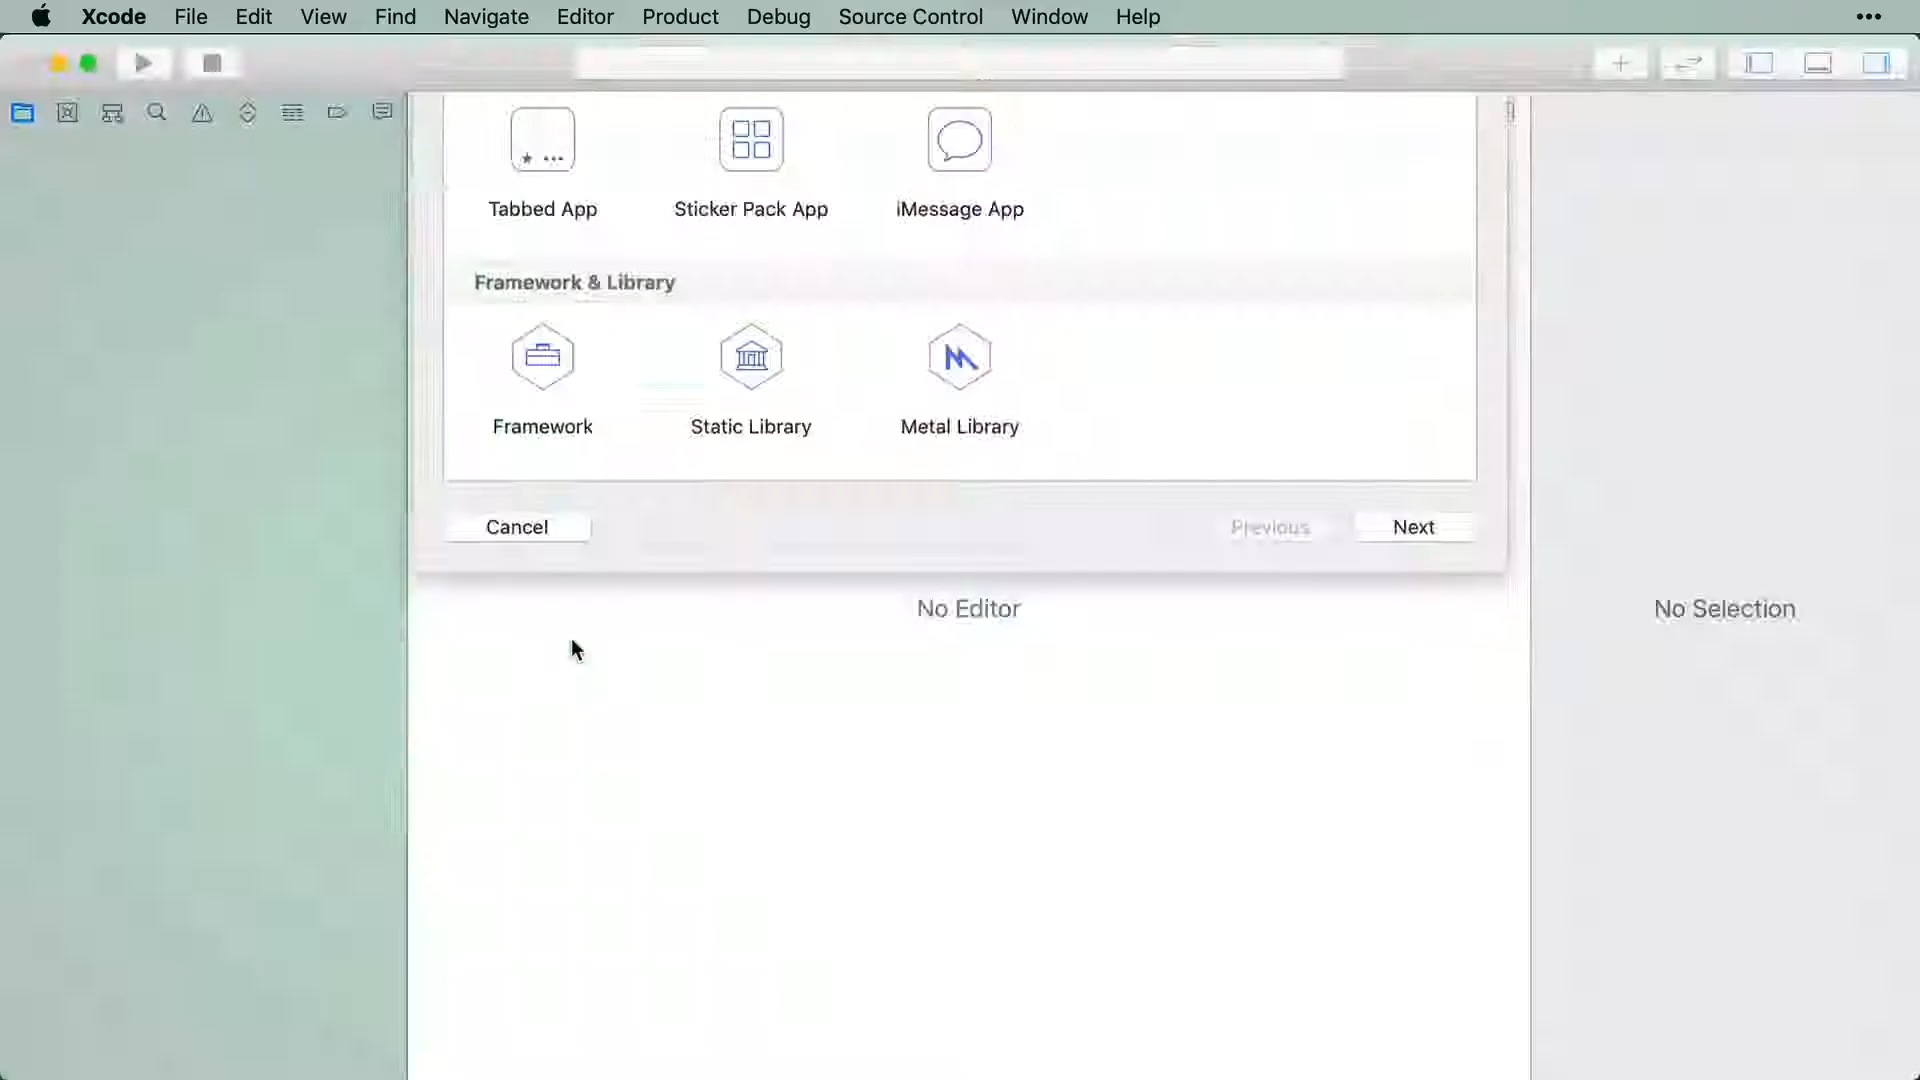 Xcode File Edit View Find Navigate Editor Product Debug Source Control Window Help
Tabbed App Sticker Pack App iMessage App
Framework & Library
Framework Static Library Metal Library
Cancel Previous Next
No Editor No Selection